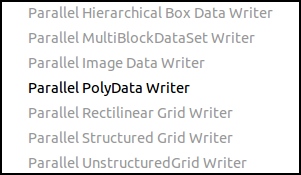 Parallel Hierarchical Box Data Writer
Parallel MultiBlockDataSet Writer
Parallel Image Data Writer
Parallel PolyData Writer
Parallel Rectilinear Grid Writer
Parallel Structured Grid Writer
Parallel UnstructuredGrid Writer